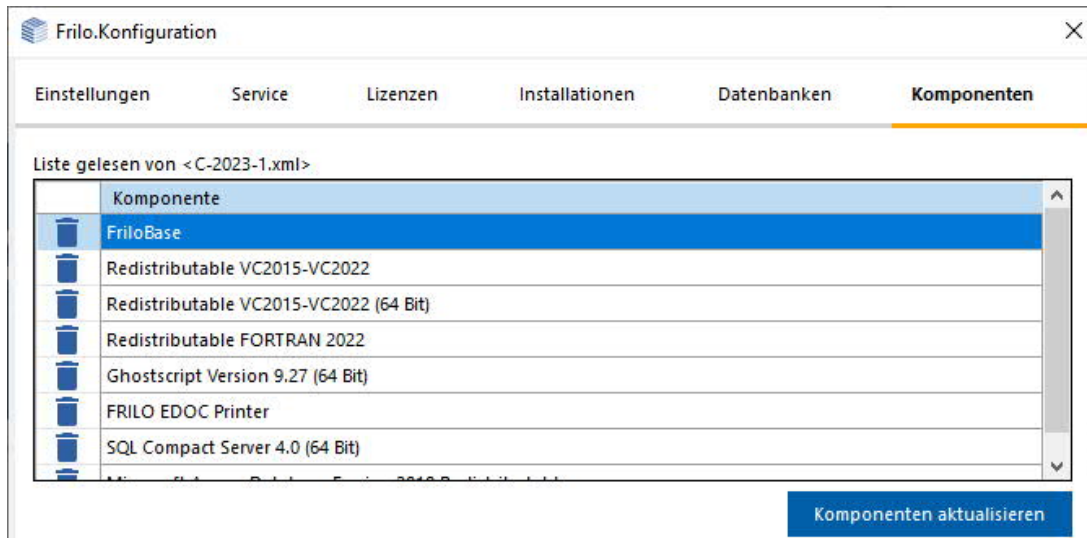 Frilo.Konfiguration
Einstellungen Service Lizenzen Installationen Datenbanken Komponenten
Liste gelesen von <C-2023-1.xml>
Komponente
FriloBase
Redistributable VC2015-VC2022
Redistributable VC2015-VC2022 (64 Bit)
Redistributable FORTRAN 2022
Ghostscript Version 9.27 (64 Bit)
FRILO EDOC Printer
SQL Compact Server 4.0 (64 Bit)
Komponenten aktualisieren